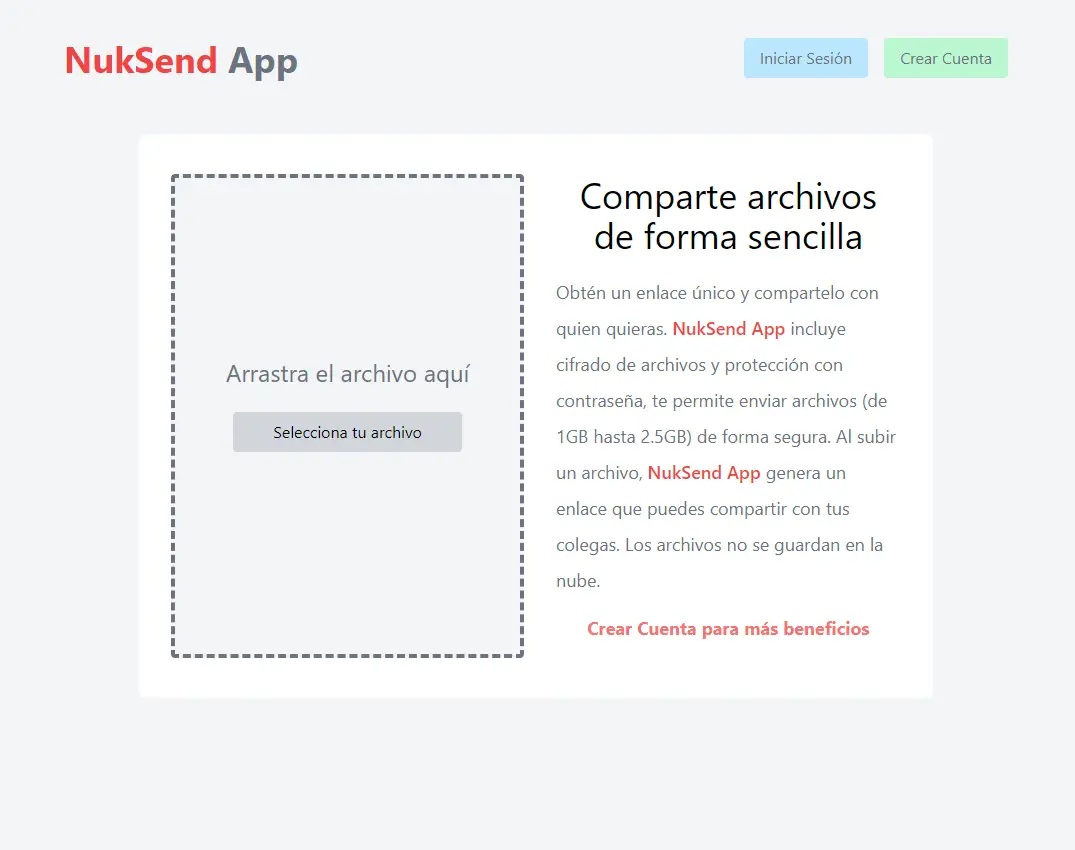 NukSend App
Iniciar Sesión
Crear Cuenta
Arrastra el archivo aquí
Selecciona tu archivo
Comparte archivos
de forma sencilla
Obtén un enlace único y compartelo con
quien quieras. NukSend App incluye
cifrado de archivos y protección con
contraseña, te permite enviar archivos (de
1GB hasta 2.5GB) de forma segura. Al subir
un archivo, NukSend App genera un
enlace que puedes compartir con tus
colegas. Los archivos no se guardan en la
nube.
Crear Cuenta para más beneficios